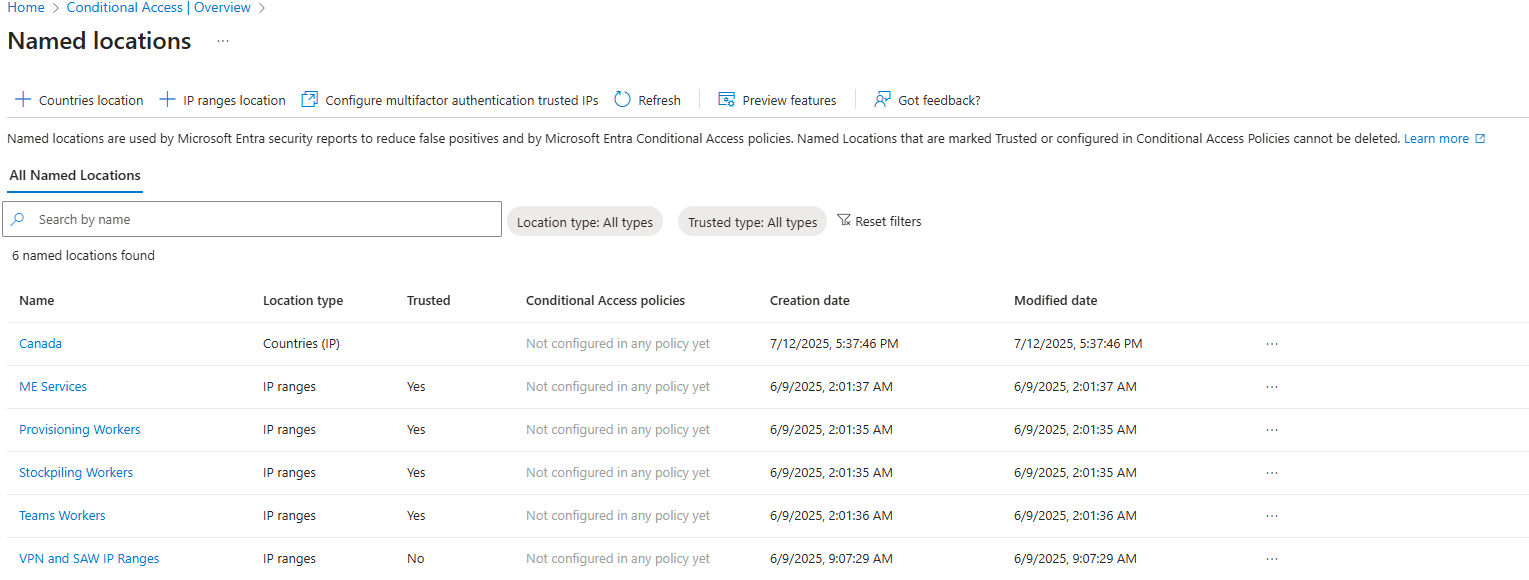 Home > Conditional Access | Overview >
Named locations ...
Countries location IP ranges location Configure multifactor authentication trusted IPs Refresh Preview features Got feedback?
Named locations are used by Microsoft Entra security reports to reduce false positives and by Microsoft Entra Conditional Access policies. Named Locations that are marked Trusted or configured in Conditional Access Policies cannot be deleted. Learn more
All Named Locations
Search by name Location type: All types Trusted type: All types Reset filters
6 named locations found
Name Location type Trusted Conditional Access policies Creation date Modified date
Canada Countries (IP) Not configured in any policy yet 7/12/2025, 5:37:46 PM 7/12/2025, 5:37:46 PM ...
ME Services IP ranges Yes Not configured in any policy yet 6/9/2025, 2:01:37 AM 6/9/2025, 2:01:37 AM ...
Provisioning Workers IP ranges Yes Not configured in any policy yet 6/9/2025, 2:01:35 AM 6/9/2025, 2:01:35 AM ...
Stockpiling Workers IP ranges Yes Not configured in any policy yet 6/9/2025, 2:01:35 AM 6/9/2025, 2:01:35 AM ...
Teams Workers IP ranges Yes Not configured in any policy yet 6/9/2025, 2:01:36 AM 6/9/2025, 2:01:36 AM ...
VPN and SAW IP Ranges IP ranges No Not configured in any policy yet 6/9/2025, 9:07:29 AM 6/9/2025, 9:07:29 AM ...